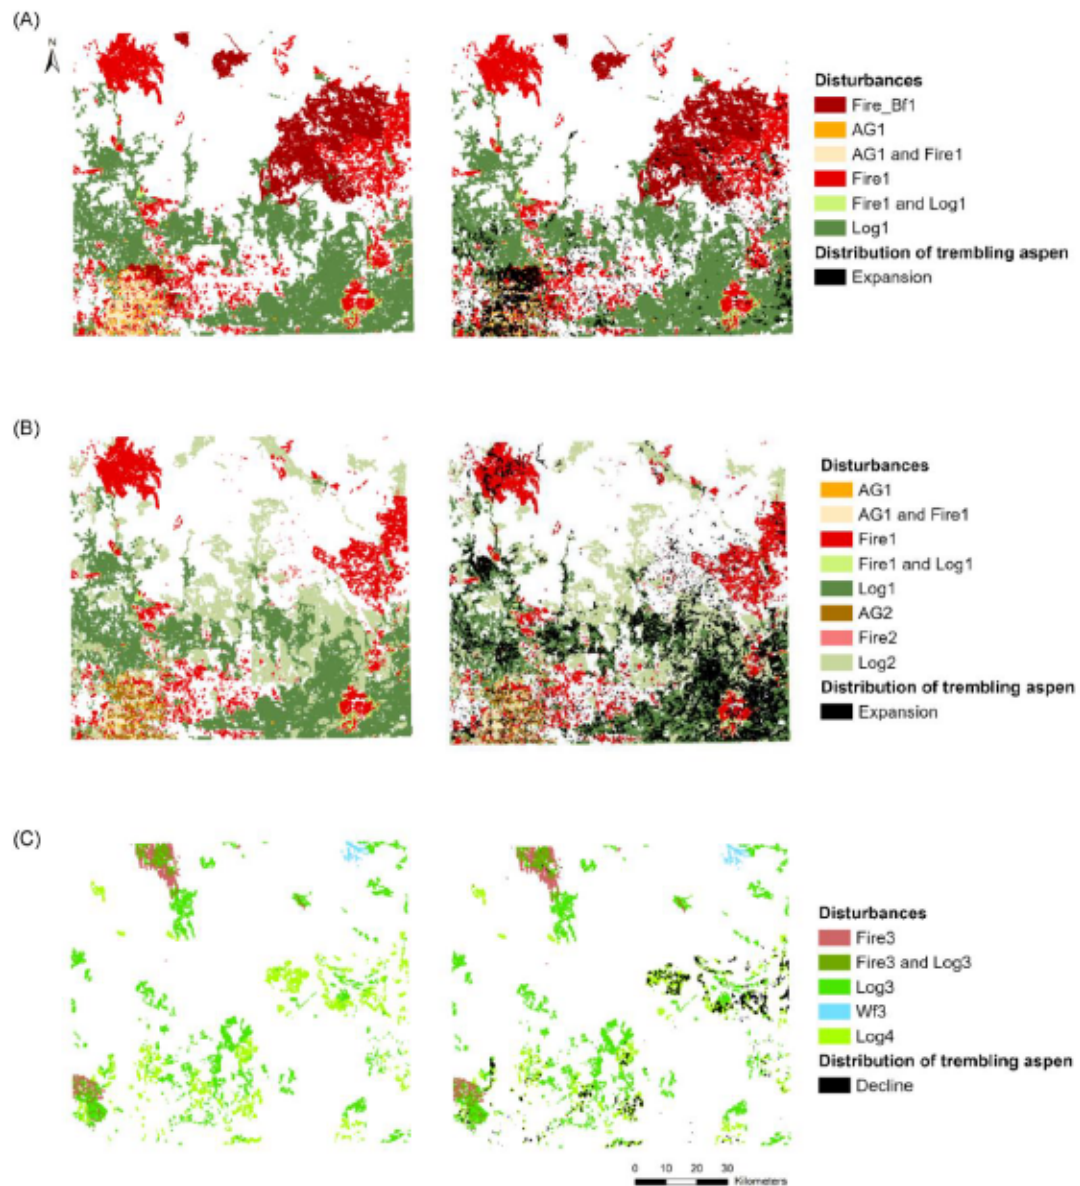 (A)
N
Disturbances
Fire_Bf1
AG1
AG1 and Fire1
Fire1
Fire1 and Log1
Log1
Distribution of trembling aspen
Expansion
(B)
Disturbances
AG1
AG1 and Fire1
Fire1
Fire1 and Log1
Log1
AG2
Fire2
Log2
Distribution of trembling aspen
Expansion
(C)
Disturbances
Fire3
Fire3 and Log3
Log3
Wf3
Log4
Distribution of trembling aspen
Decline
0 10 20 30
Kilometers